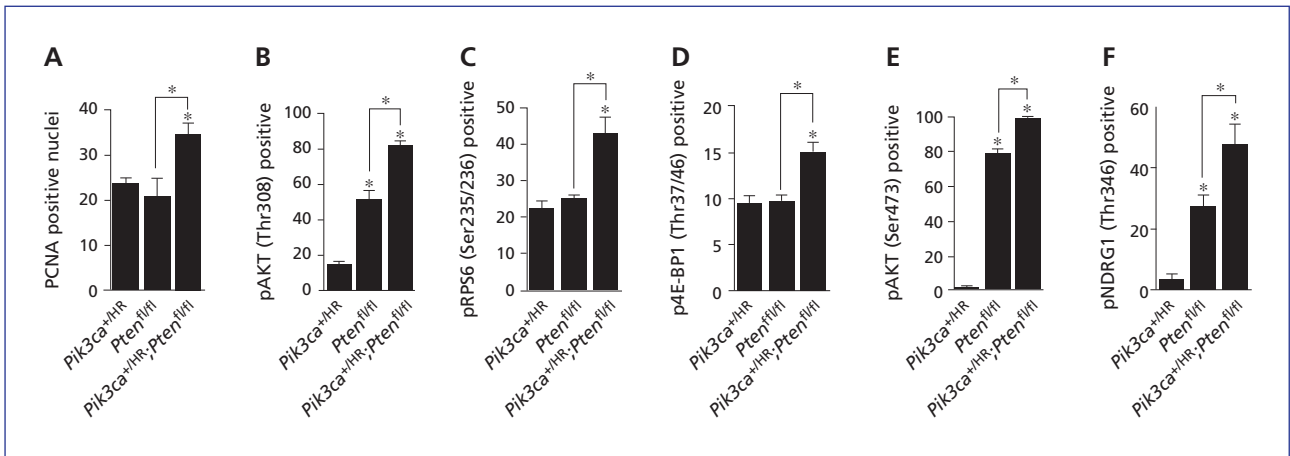 A
PCNA positive nuclei
*
*
40
30
20
10
0
Pik3ca+/HR
Ptenfl/fl
Pik3ca+/HR;Ptenfl/fl
B
pAKT (Thr308) positive
*
*
*
100
80
60
40
20
0
Pik3ca+/HR
Ptenfl/fl
Pik3ca+/HR;Ptenfl/fl
C
pRPS6 (Ser235/236) positive
*
*
50
40
30
20
10
0
Pik3ca+/HR
Ptenfl/fl
Pik3ca+/HR;Ptenfl/fl
D
p4E-BP1 (Thr37/46) positive
*
*
20
15
10
5
0
Pik3ca+/HR
Ptenfl/fl
Pik3ca+/HR;Ptenfl/fl
E
pAKT (Ser473) positive
*
*
*
100
80
60
40
20
0
Pik3ca+/HR
Ptenfl/fl
Pik3ca+/HR;Ptenfl/fl
F
pNDRG1 (Thr346) positive
*
*
*
60
40
20
0
Pik3ca+/HR
Ptenfl/fl
Pik3ca+/HR;Ptenfl/fl